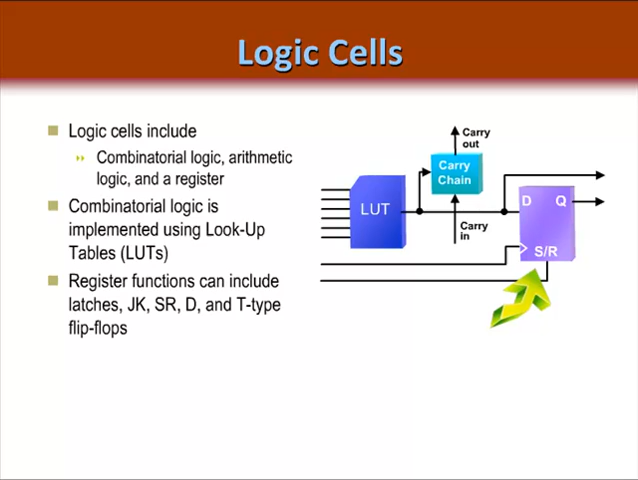 Logic Cells
Logic cells include
Combinatorial logic, arithmetic
logic, and a register
Combinatorial logic is
implemented using Look-Up
Tables (LUTs)
Register functions can include
latches, JK, SR, D, and T-type
flip-flops
Carry
out
Carry
Chain
LUT
D Q
Carry
in
S/R